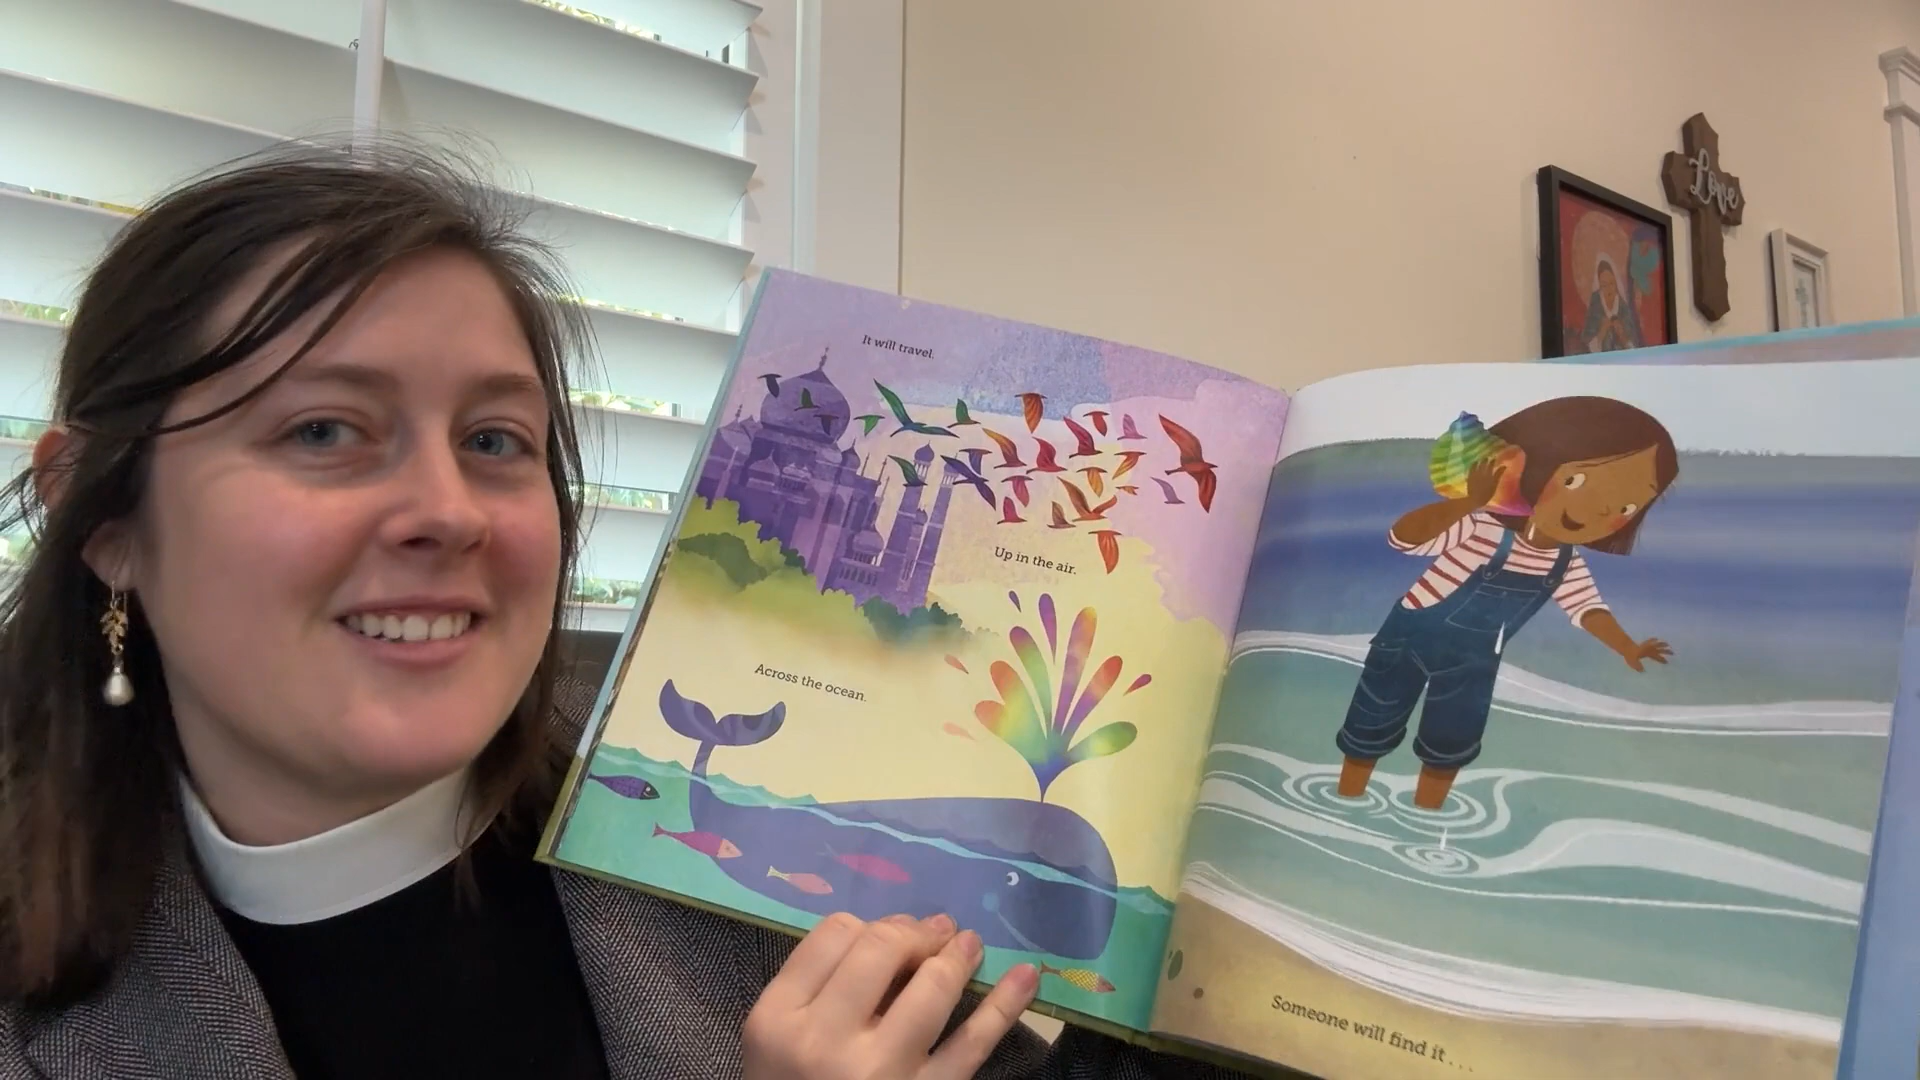 Love
It will travel.
Up in the air.
Across the ocean.
Someone will find it . . .